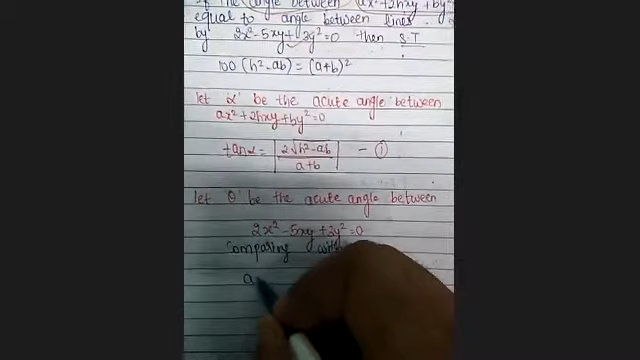 If the angle between ax²+2hxy+by²
equal to angle between lines
by 2x²-5xy+3y²=0 then S.T
100(h²-ab)=(a+b)²
let α be the acute angle between
ax²+2hxy+by²=0
tanα= |2√h²-ab / a+b| - ①
let θ be the acute angle between
2x²-5xy+3y²=0
Comparing with
a